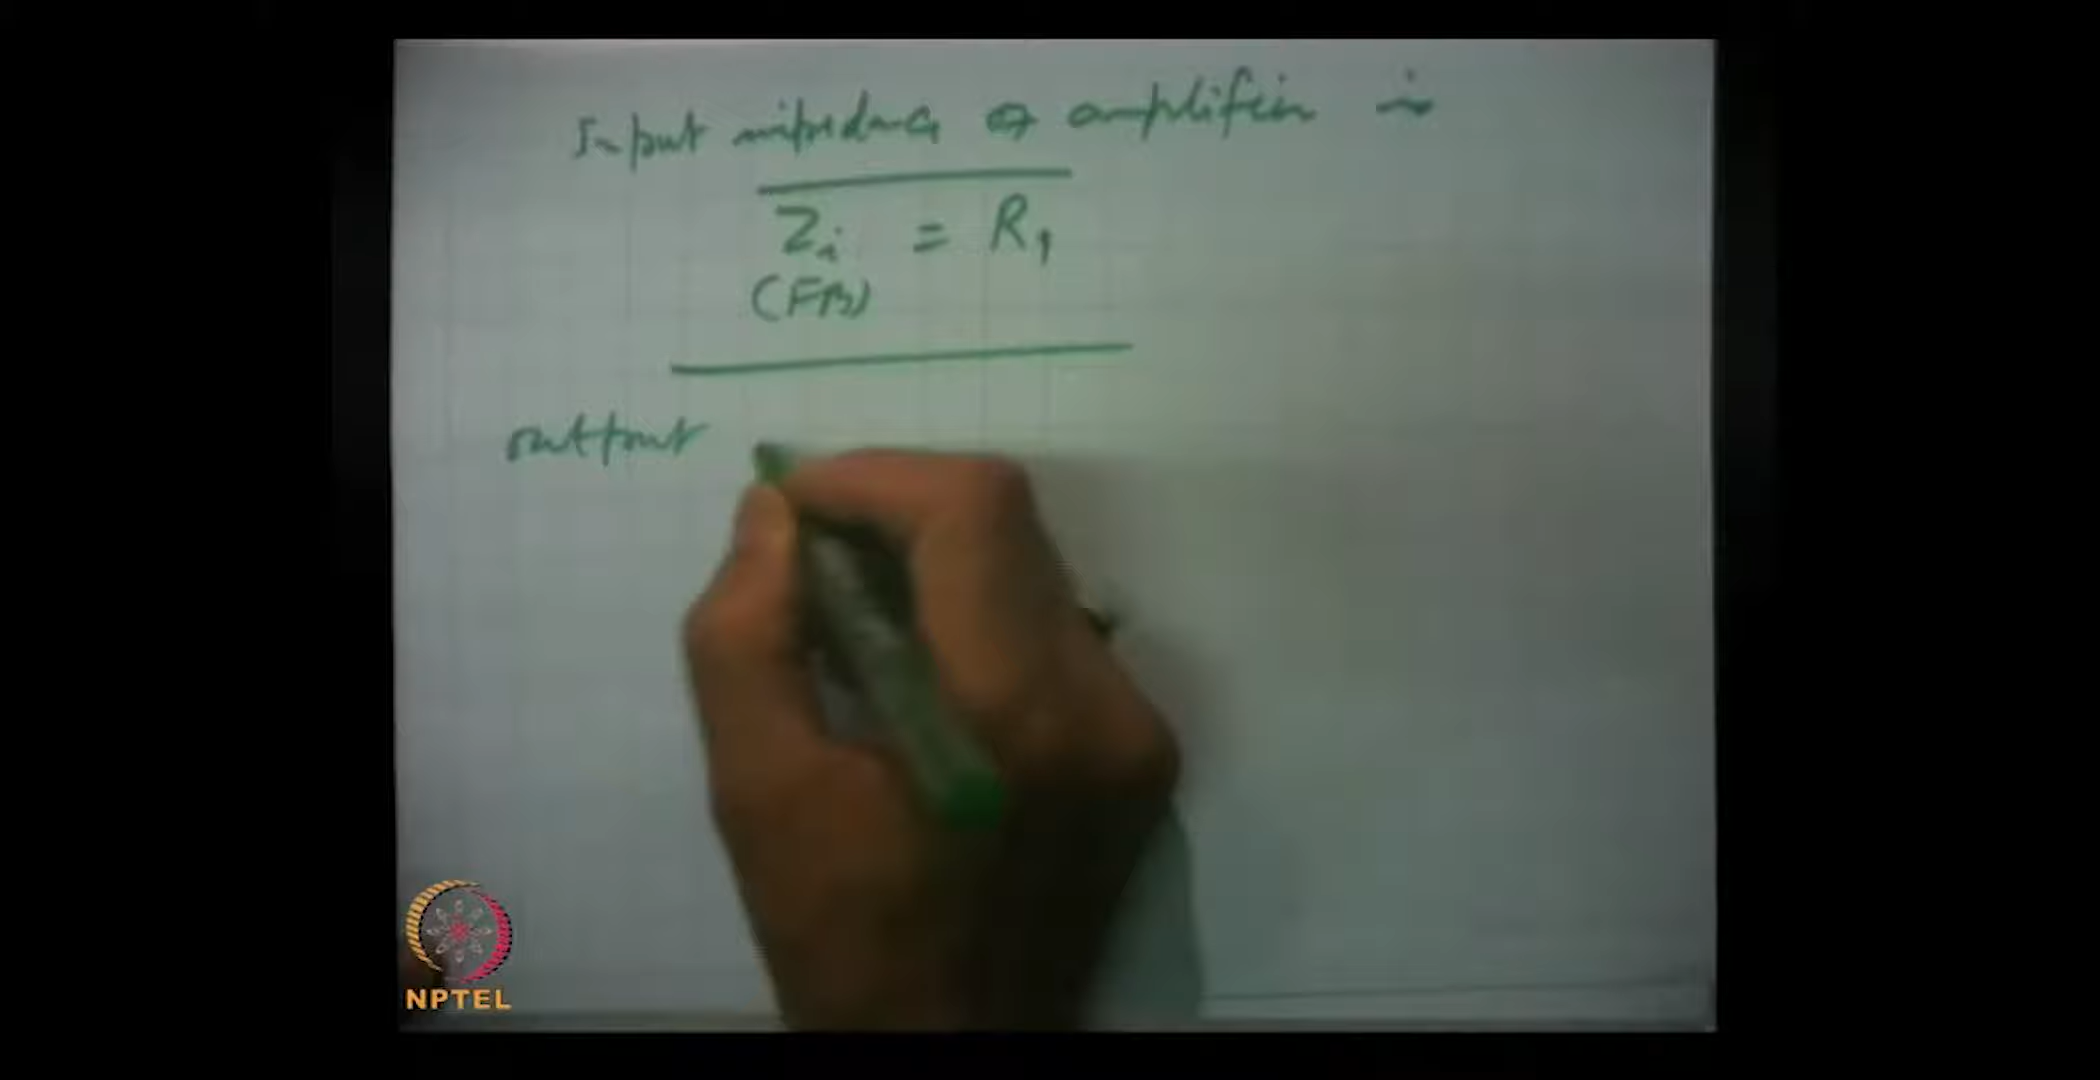 Input impedance of amplifier is
Zi = R1
(FB)
output
NPTEL